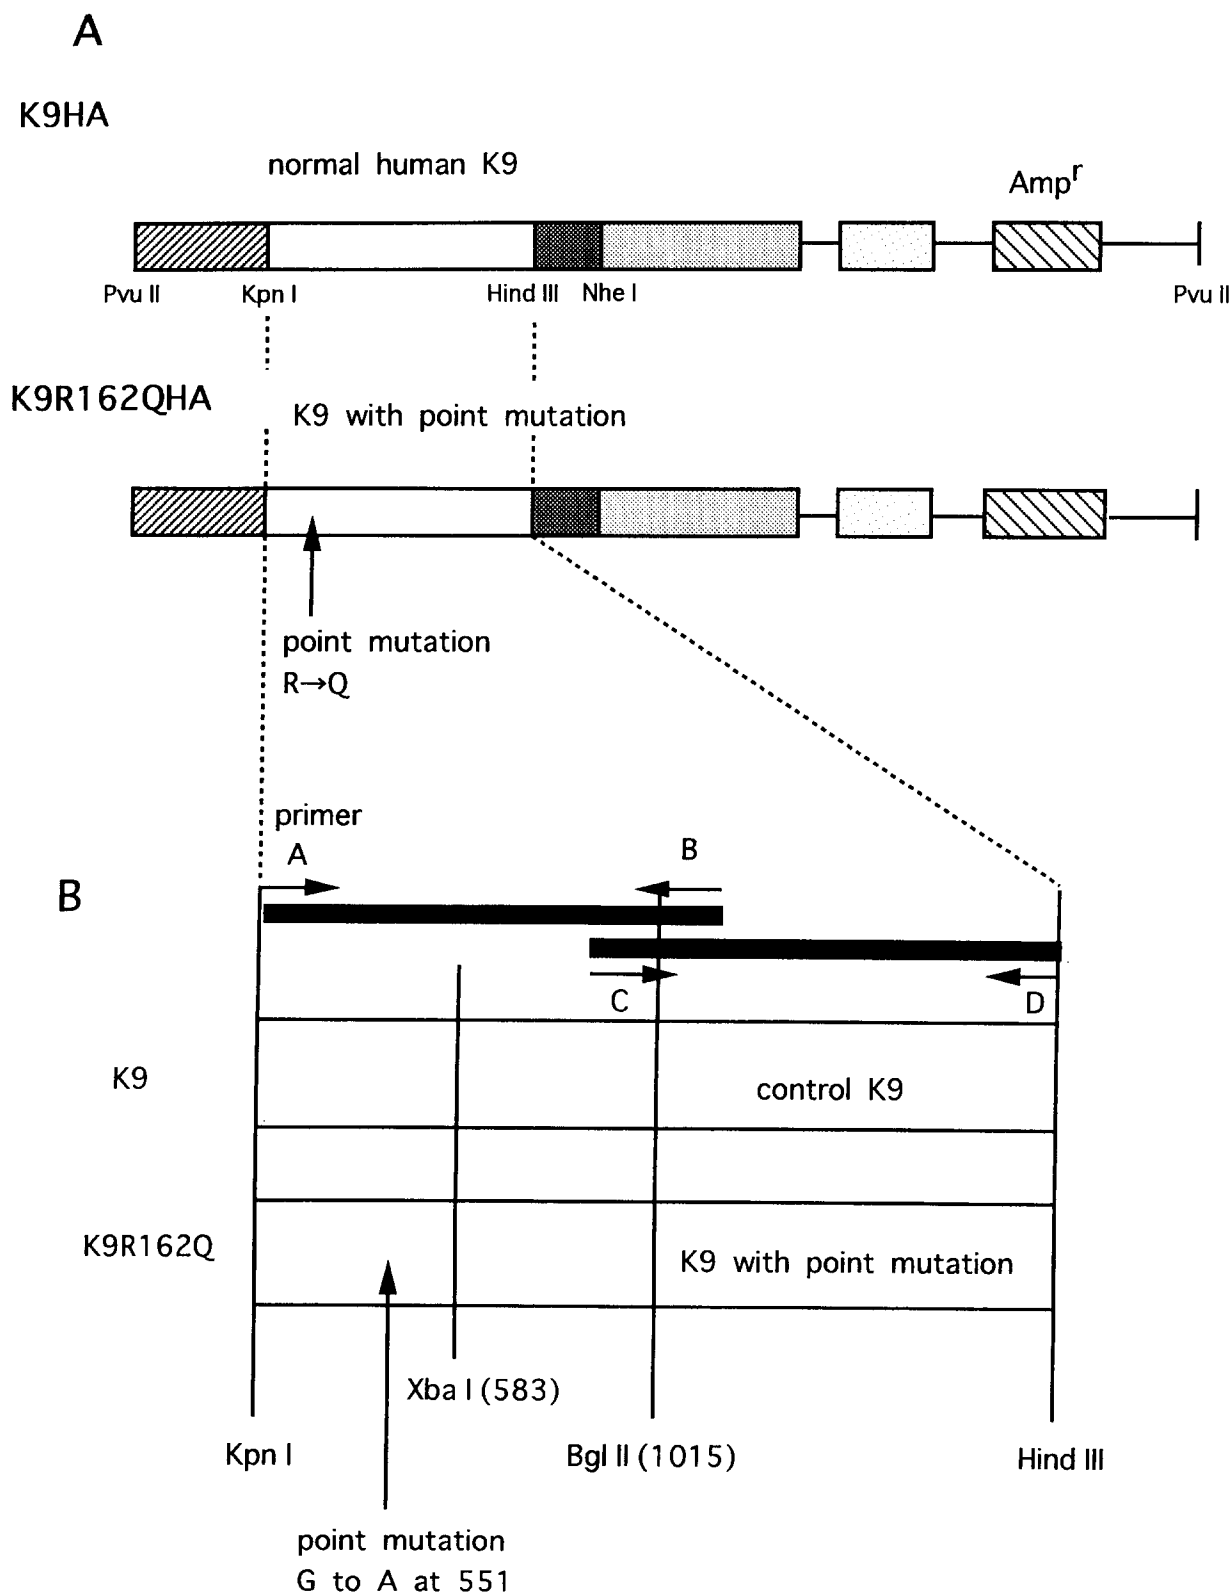 A
K9HA
normal human K9
Ampʳ
Pvu II
Kpn I
Hind III
Nhe I
Pvu II
K9R162QHA
K9 with point mutation
point mutation
R→Q
primer
A
B
B
C
D
K9
control K9
K9R162Q
K9 with point mutation
Xba I (583)
Kpn I
Bgl II (1015)
Hind III
point mutation
G to A at 551